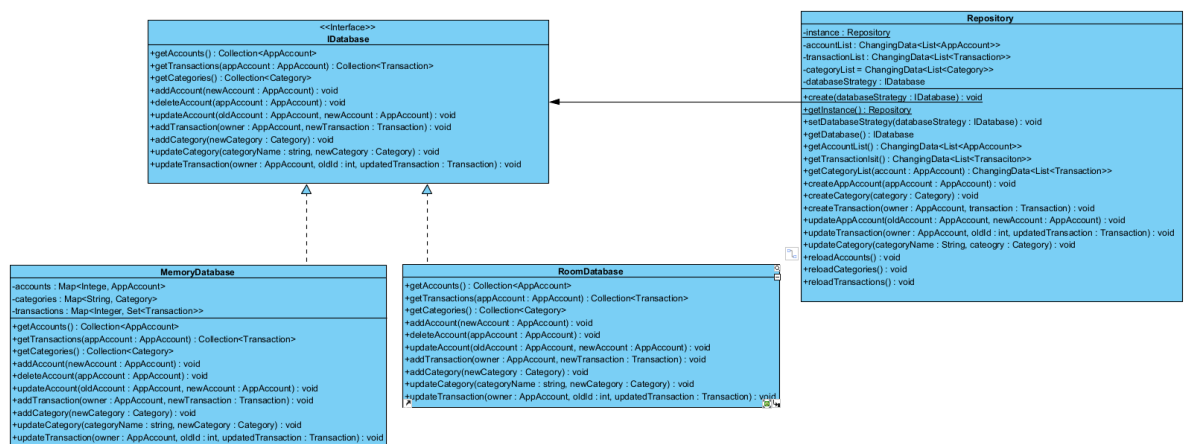 <<Interface>>
IDatabase
+getAccounts() : Collection<AppAccount>
+getTransactions(appAccount : AppAccount) : Collection<Transaction>
+getCategories() : Collection<Category>
+addAccount(newAccount : AppAccount) : void
+deleteAccount(appAccount : AppAccount) : void
+updateAccount(oldAccount : AppAccount, newAccount : AppAccount) : void
+addTransaction(owner : AppAccount, newTransaction : Transaction) : void
+addCategory(newCategory : Category) : void
+updateCategory(categoryName : string, newCategory : Category) : void
+updateTransaction(owner : AppAccount, oldId : int, updatedTransaction : Transaction) : void
Repository
-instance : Repository
-accountList : ChangingData<List<AppAccount>>
-transactionList : ChangingData<List<Transaction>>
-categoryList = ChangingData<List<Category>>
-databaseStrategy : IDatabase
+create(databaseStrategy : IDatabase) : void
+getInstance() : Repository
+setDatabaseStrategy(databaseStrategy : IDatabase) : void
+getDatabase() : IDatabase
+getAccountList() : ChangingData<List<AppAccount>>
+getTransactionlsit() : ChangingData<List<Transaciton>>
+getCategoryList(account : AppAccount) : ChangingData<List<Transaction>>
+createAppAccount(appAccount : AppAccount) : void
+createCategory(category : Category) : void
+createTransaction(owner : AppAccount, transaction : Transaction) : void
+updateAppAccount(oldAccount : AppAccount, newAccount : AppAccount) : void
+updateTransaction(owner : AppAccount, oldId : int, updatedTransaction : Transaction) : void
+updateCategory(categoryName : String, cateogry : Category) : void
+reloadAccounts() : void
+reloadCategories() : void
+reloadTransactions() : void
MemoryDatabase
-accounts : Map<Intege, AppAccount>
-categories : Map<String, Category>
-transactions : Map<Integer, Set<Transaction>>
+getAccounts() : Collection<AppAccount>
+getTransactions(appAccount : AppAccount) : Collection<Transaction>
+getCategories() : Collection<Category>
+addAccount(newAccount : AppAccount) : void
+deleteAccount(appAccount : AppAccount) : void
+updateAccount(oldAccount : AppAccount, newAccount : AppAccount) : void
+addTransaction(owner : AppAccount, newTransaction : Transaction) : void
+addCategory(newCategory : Category) : void
+updateCategory(categoryName : string, newCategory : Category) : void
+updateTransaction(owner : AppAccount, oldId : int, updatedTransaction : Transaction) : void
RoomDatabase
+getAccounts() : Collection<AppAccount>
+getTransactions(appAccount : AppAccount) : Collection<Transaction>
+getCategories() : Collection<Category>
+addAccount(newAccount : AppAccount) : void
+deleteAccount(appAccount : AppAccount) : void
+updateAccount(oldAccount : AppAccount, newAccount : AppAccount) : void
+addTransaction(owner : AppAccount, newTransaction : Transaction) : void
+addCategory(newCategory : Category) : void
+updateCategory(categoryName : string, newCategory : Category) : void
+updateTransaction(owner : AppAccount, oldId : int, updatedTransaction : Transaction) : void